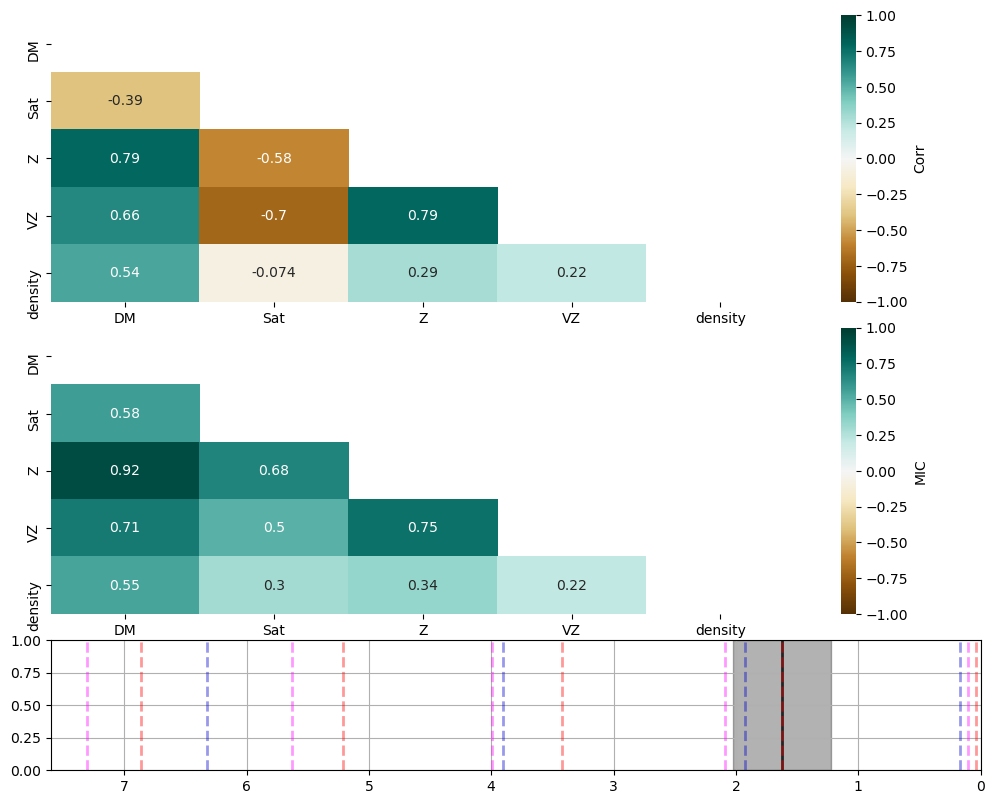 DM
Sat
Z
VZ
density
-0.39
0.79 -0.58
0.66 -0.7 0.79
0.54 -0.074 0.29 0.22
DM Sat Z VZ density
1.00
0.75
0.50
0.25
0.00
−0.25
−0.50
−0.75
−1.00
Corr
DM
Sat
Z
VZ
density
0.58
0.92 0.68
0.71 0.5 0.75
0.55 0.3 0.34 0.22
DM Sat Z VZ density
1.00
0.75
0.50
0.25
0.00
−0.25
−0.50
−0.75
−1.00
MIC
1.00
0.75
0.50
0.25
0.00
7 6 5 4 3 2 1 0